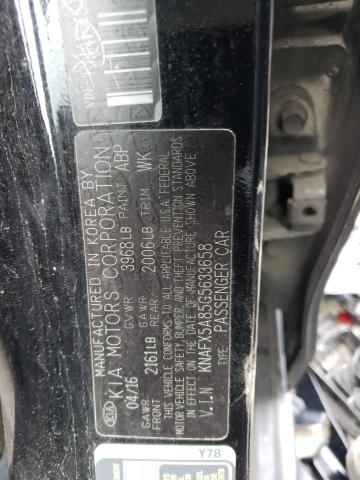 MANUFACTURED IN KOREA BY
KIA KIA MOTORS CORPORATION
04/16 GVWR 3968LB PAINT ABP
GAWR FRONT GAWR
2161LB REAR 2006LB TRIM WK
THIS VEHICLE CONFORMS TO ALL APPLICABLE U.S.A. FEDERAL
MOTOR VEHICLE SAFETY, BUMPER, AND THEFT PREVENTION STANDARDS
IN EFFECT ON THE DATE OF MANUFACTURE SHOWN ABOVE.
V.I.N KNAFX5A85G5633658
TYPE: PASSENGER CAR
Y78